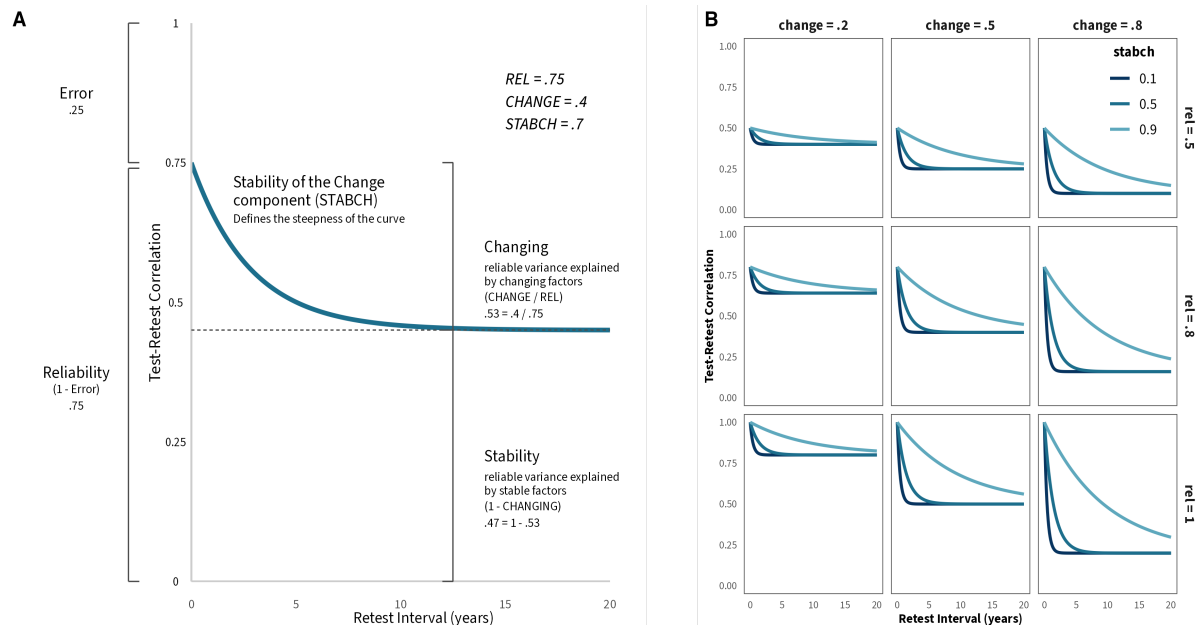 A
1
Error
.25
REL = .75
CHANGE = .4
STABCH = .7
0.75
Stability of the Change
component (STABCH)
Defines the steepness of the curve
Test-Retest Correlation
Changing
reliable variance explained
by changing factors
(CHANGE / REL)
.53 = .4 / .75
0.5
Reliability
(1 - Error)
.75
0.25
Stability
reliable variance explained
by stable factors
(1 - CHANGING)
.47 = 1 - .53
0
0 5 10 15 20
Retest Interval (years)
B
change = .2 change = .5 change = .8
stabch
0.1
0.5
0.9
1.00
0.75
0.50
0.25
0.00
rel = .5
Test-Retest Correlation
1.00
0.75
0.50
0.25
0.00
rel = .8
1.00
0.75
0.50
0.25
0.00
rel = 1
0 5 10 15 20 0 5 10 15 20 0 5 10 15 20
Retest Interval (years)